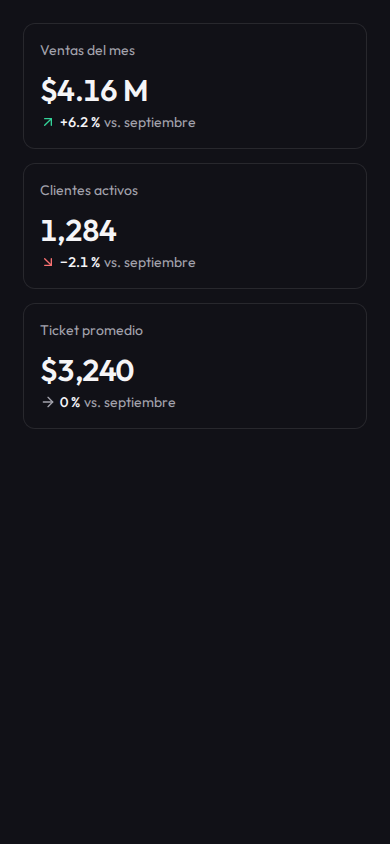 Ventas del mes
$4.16 M
+6.2 % vs. septiembre
Clientes activos
1,284
−2.1 % vs. septiembre
Ticket promedio
$3,240
0 % vs. septiembre